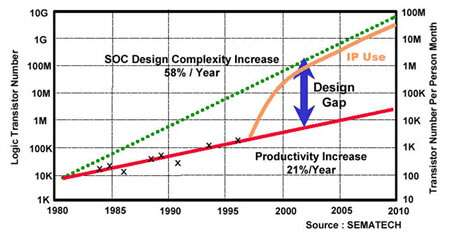 10G
1G
100M
10M
1M
100K
10K
1K
Logic Transistor Number
SOC Design Complexity Increase
58% / Year
IP Use
Design
Gap
Productivity Increase
21%/Year
100M
10M
1M
100K
10K
1K
100
10
Transistor Number Per Person Month
1980
1985
1990
1995
2000
2005
2010
Source : SEMATECH